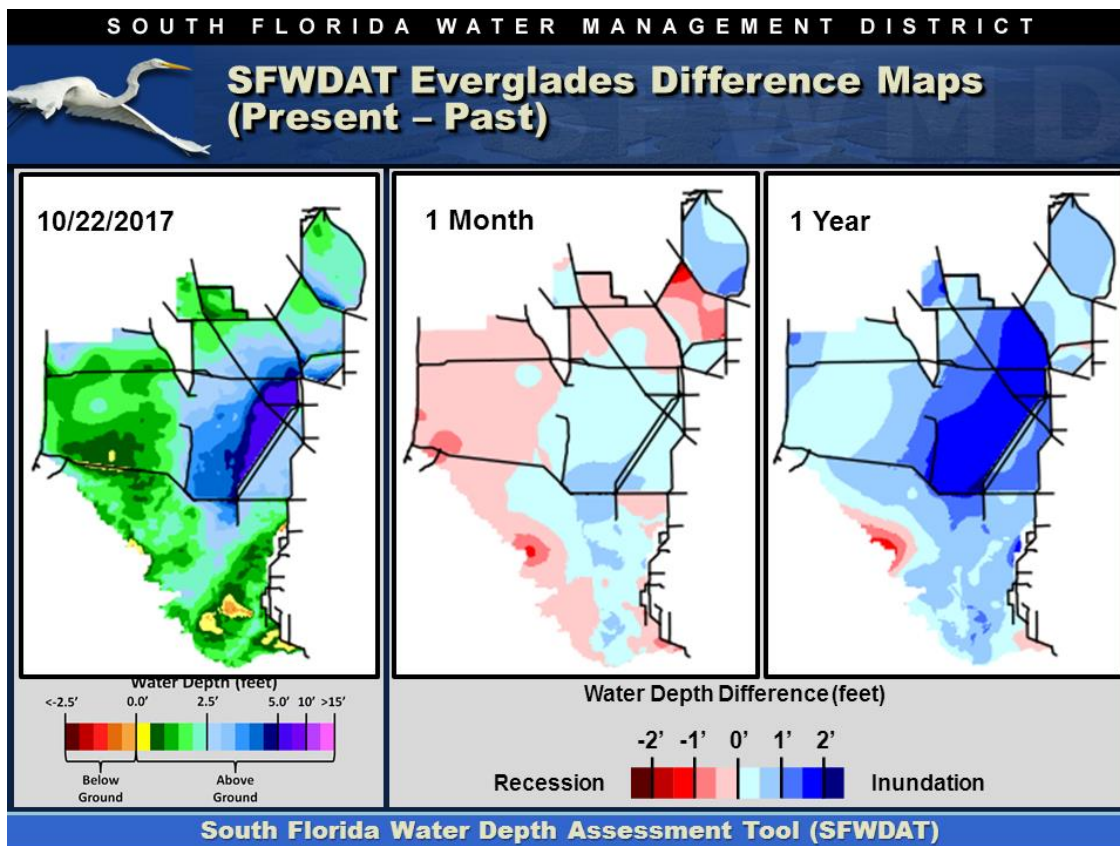 SOUTH FLORIDA WATER MANAGEMENT DISTRICT
SFWDAT Everglades Difference Maps
(Present – Past)
SFWMD
10/22/2017
1 Month
1 Year
Water Depth (feet)
<-2.5' 0.0' 2.5' 5.0' 10' >15'
Below
Ground
Above
Ground
Water Depth Difference (feet)
-2' -1' 0' 1' 2'
Recession
Inundation
South Florida Water Depth Assessment Tool (SFWDAT)